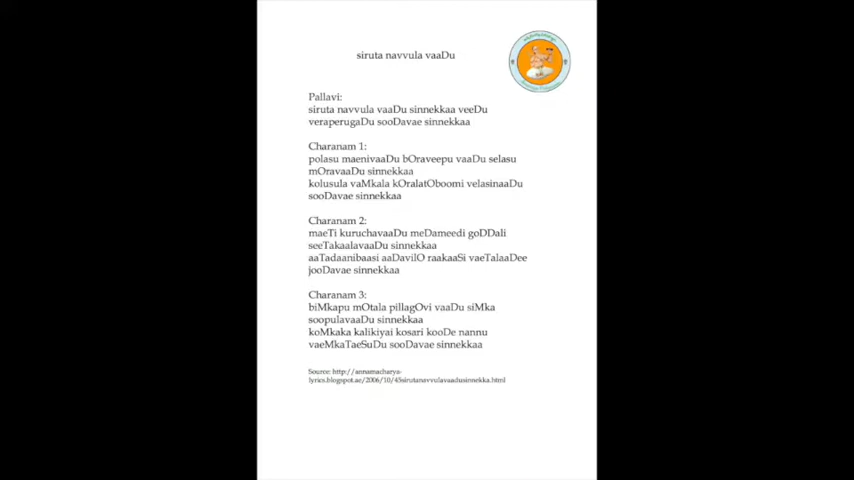 siruta navvula vaaDu
Pallavi:
siruta navvula vaaDu sinnekkaa veeDu
veraperugaDu sooDavae sinnekkaa
Charanam 1:
polasu maenivaaDu bOraveepu vaaDu selasu
mOravaaDu sinnekkaa
kolusula vaMkala kOralatOboomi velasinaaDu
sooDavae sinnekkaa
Charanam 2:
maeTi kuruchavaaDu meDameedi goDDali
seeTakaalavaaDu sinnekkaa
aaTadaanibaasi aaDavilO raakaaSi vaeTalaaDee
jooDavae sinnekkaa
Charanam 3:
biMkapu mOtala pillagOvi vaaDu siMka
soopulavaaDu sinnekkaa
koMkaka kalikiyai kosari kooDe nannu
vaeMkaTaeSuDu sooDavae sinnekkaa
Source: http://annamacharya-
lyrics.blogspot.ae/2006/10/45sirutanavvulavaadusinnekka.html